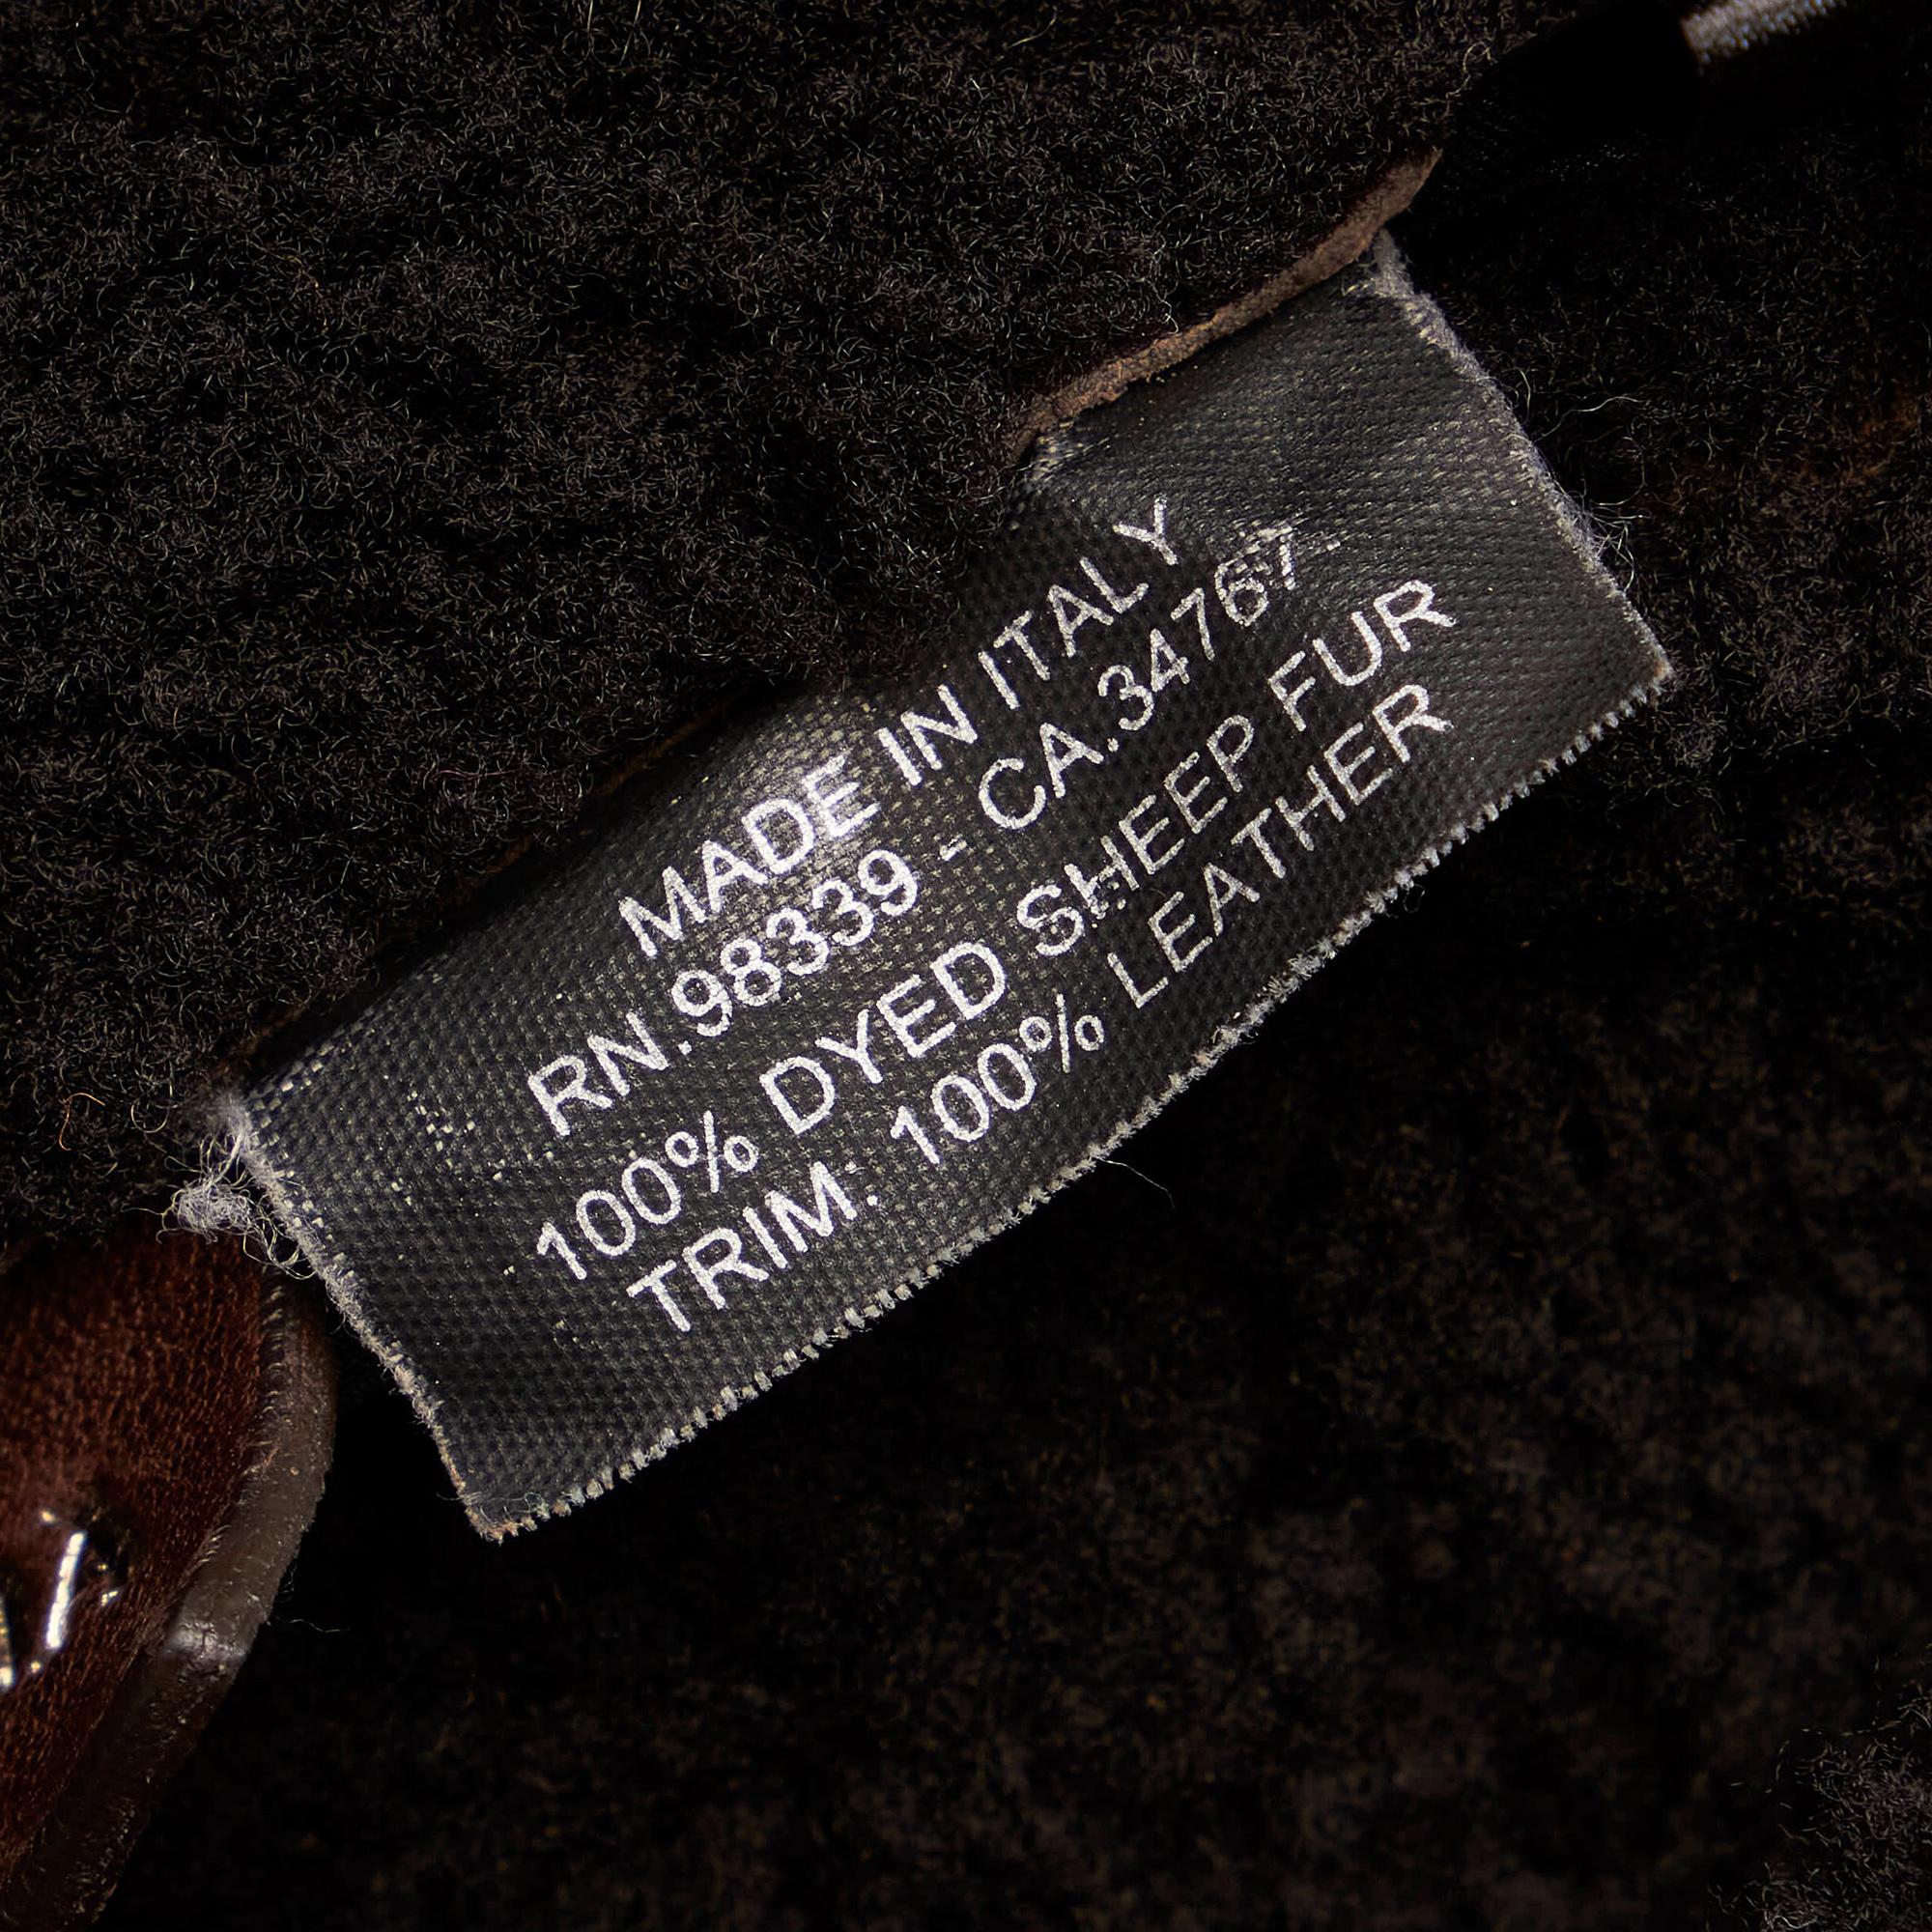 MADE IN ITALY
RN.98339 - CA.34767
100% DYED SHEEP FUR
TRIM: 100% LEATHER